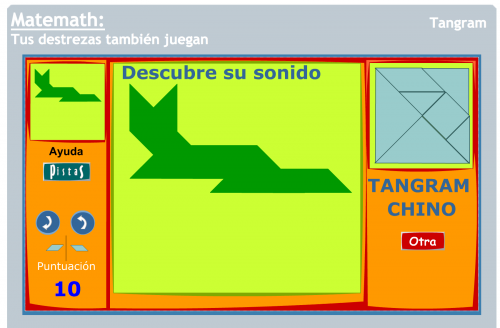 Matemath:
Tangram
Tus destrezas también juegan
Descubre su sonido
Ayuda
Pistas
TANGRAM
CHINO
Otra
Puntuación
10